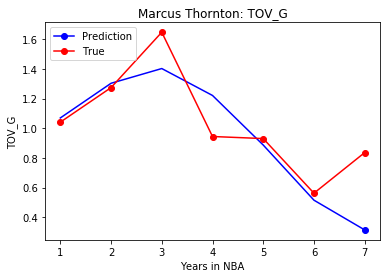 Marcus Thornton: TOV_G
Prediction
True
1.6
1.4
1.2
1.0
0.8
0.6
0.4
TOV_G
1 2 3 4 5 6 7
Years in NBA